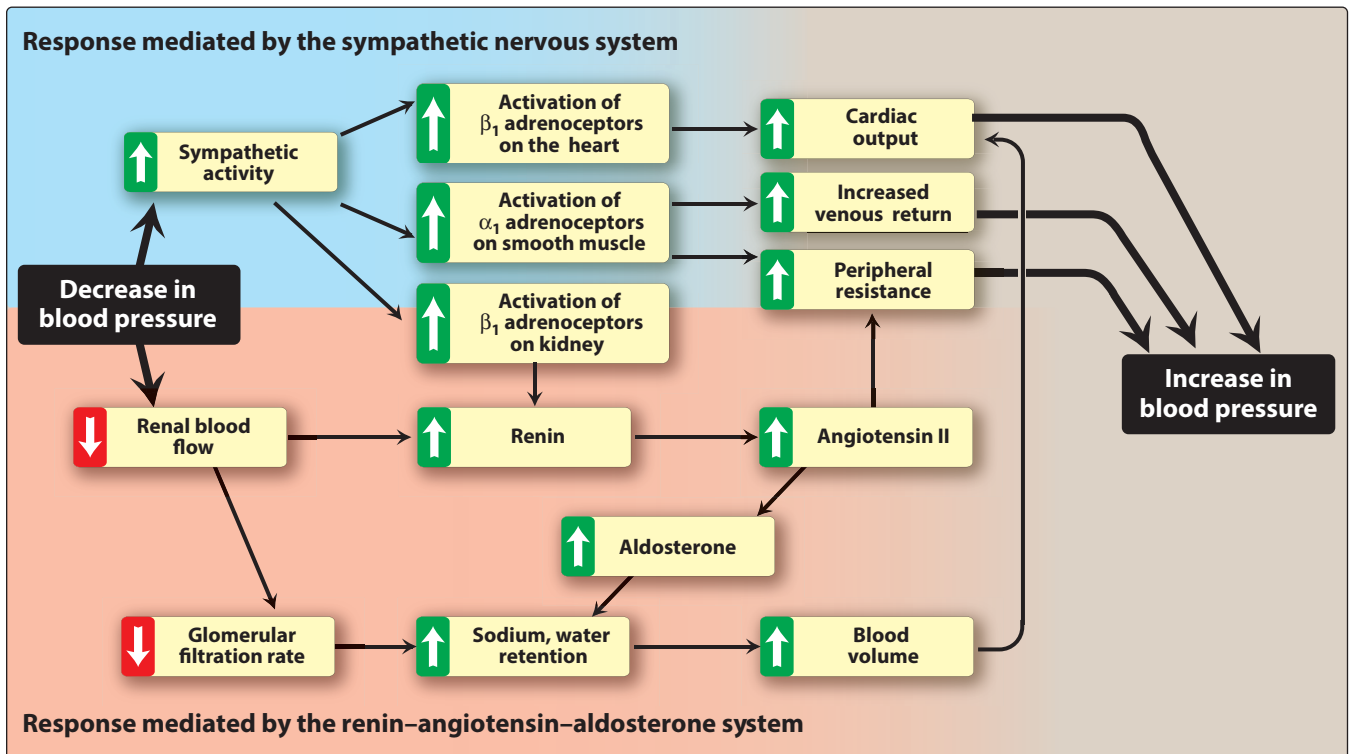 Response mediated by the sympathetic nervous system
Activation of
β1 adrenoceptors
on the heart
Cardiac
output
Sympathetic
activity
Activation of
α1 adrenoceptors
on smooth muscle
Increased
venous return
Decrease in
blood pressure
Activation of
β1 adrenoceptors
on kidney
Peripheral
resistance
Increase in
blood pressure
Renal blood
flow
Renin
Angiotensin II
Aldosterone
Glomerular
filtration rate
Sodium, water
retention
Blood
volume
Response mediated by the renin–angiotensin–aldosterone system